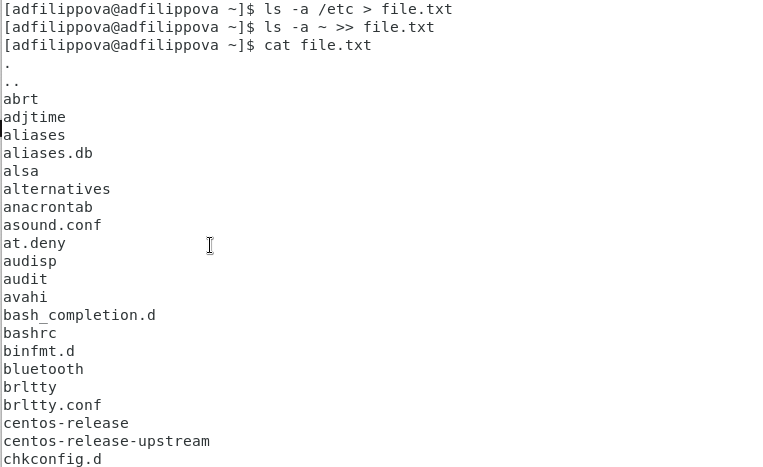 [adfilippova@adfilippova ~]$ ls -a /etc > file.txt
[adfilippova@adfilippova ~]$ ls -a ~ >> file.txt
[adfilippova@adfilippova ~]$ cat file.txt
.
..
abrt
adjtime
aliases
aliases.db
alsa
alternatives
anacrontab
asound.conf
at.deny
audisp
audit
avahi
bash_completion.d
bashrc
binfmt.d
bluetooth
brltty
brltty.conf
centos-release
centos-release-upstream
chkconfig.d